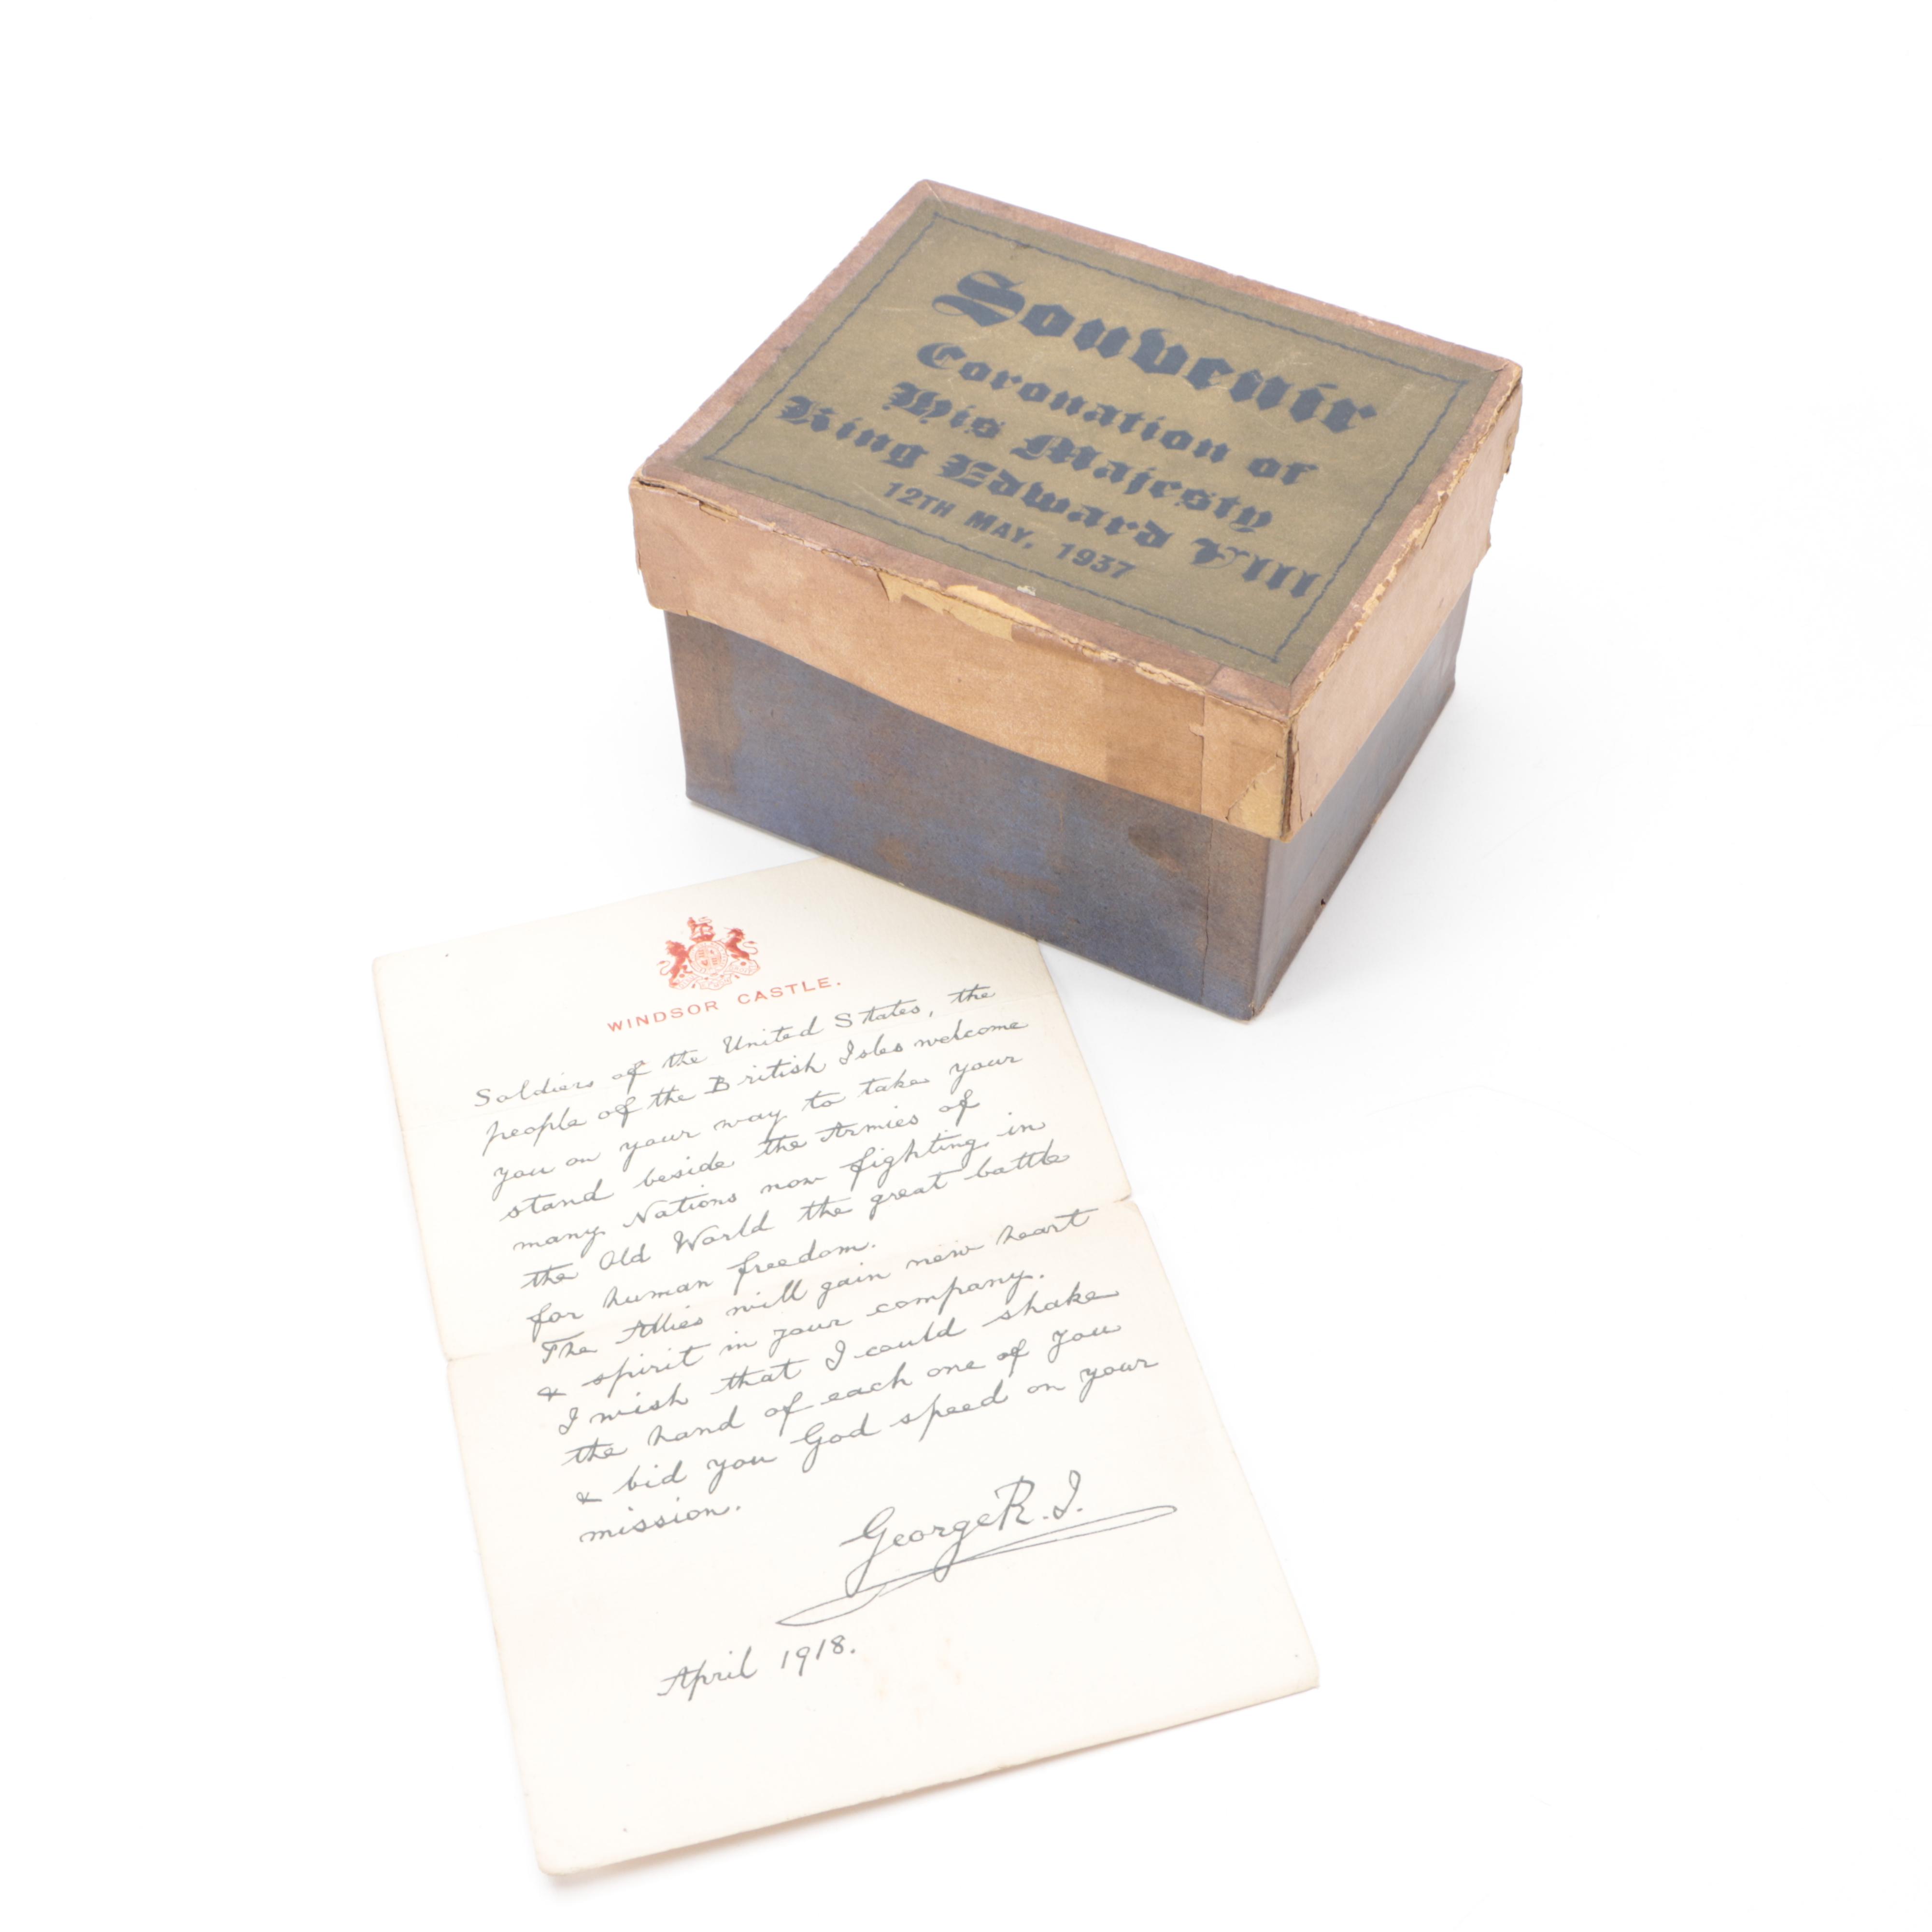 Souvenir
Coronation of
His Majesty
King Edward VIII
12TH MAY, 1937
WINDSOR CASTLE.
Soldiers of the United States, the
people of the British Isles welcome
you on your way to take your
stand beside the Armies of
many Nations now fighting in
the Old World the great battle
for human freedom.
The Allies will gain new heart
& spirit in your company.
I wish that I could shake
the hand of each one of you
& bid you God speed on your
mission.
George R.I.
April 1918.